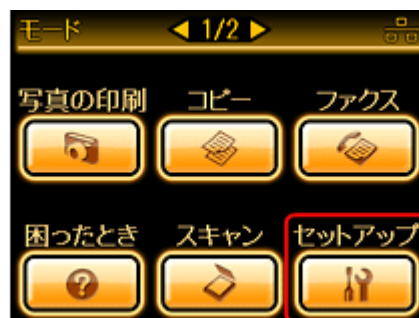 モード ◀ 1/2 ▶
写真の印刷 コピー ファクス
困ったとき スキャン セットアップ